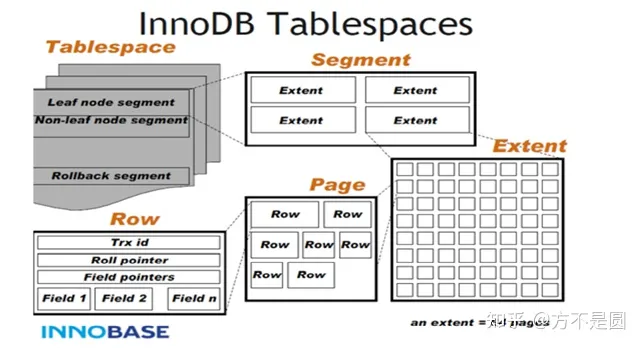 InnoDB Tablespaces
Tablespace
Leaf node segment
Non-leaf node segment
Rollback segment
Segment
Extent
Extent
Extent
Extent
Extent
Page
Row
Row
Row
Row
Row
Row
Row
Row
Trx id
Roll pointer
Field pointers
Field 1
Field 2
Field n
INNOBASE
an extent = 64 pages
知乎 @方不是圆